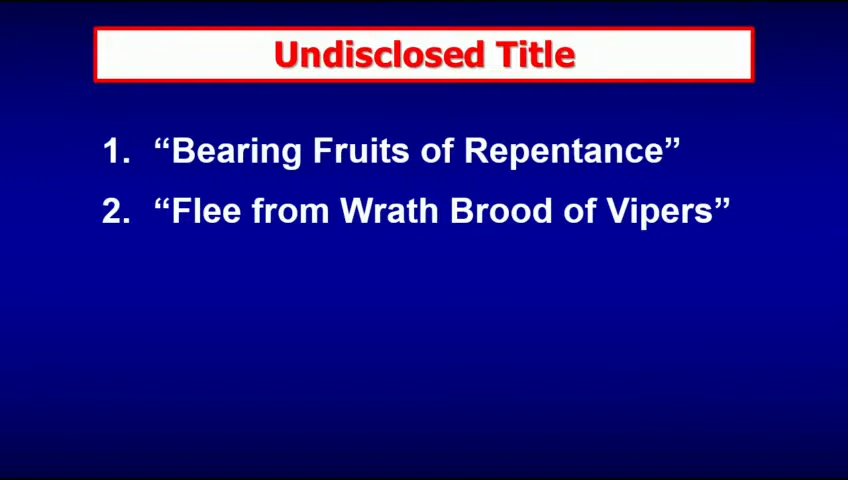 Undisclosed Title
1. “Bearing Fruits of Repentance”
2. “Flee from Wrath Brood of Vipers”